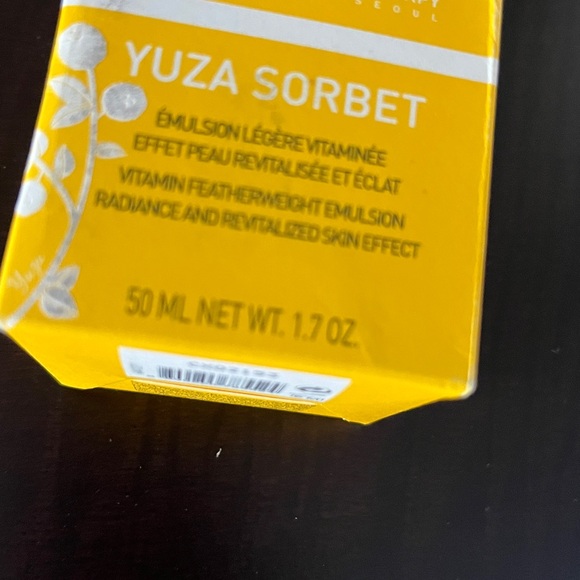 SEOUL
YUZA SORBET
ÉMULSION LÉGÈRE VITAMINÉE
EFFET PEAU REVITALISÉE ET ÉCLAT
VITAMIN FEATHERWEIGHT EMULSION
RADIANCE AND REVITALIZED SKIN EFFECT
Yuja
50 ML NET WT. 1.7 OZ.